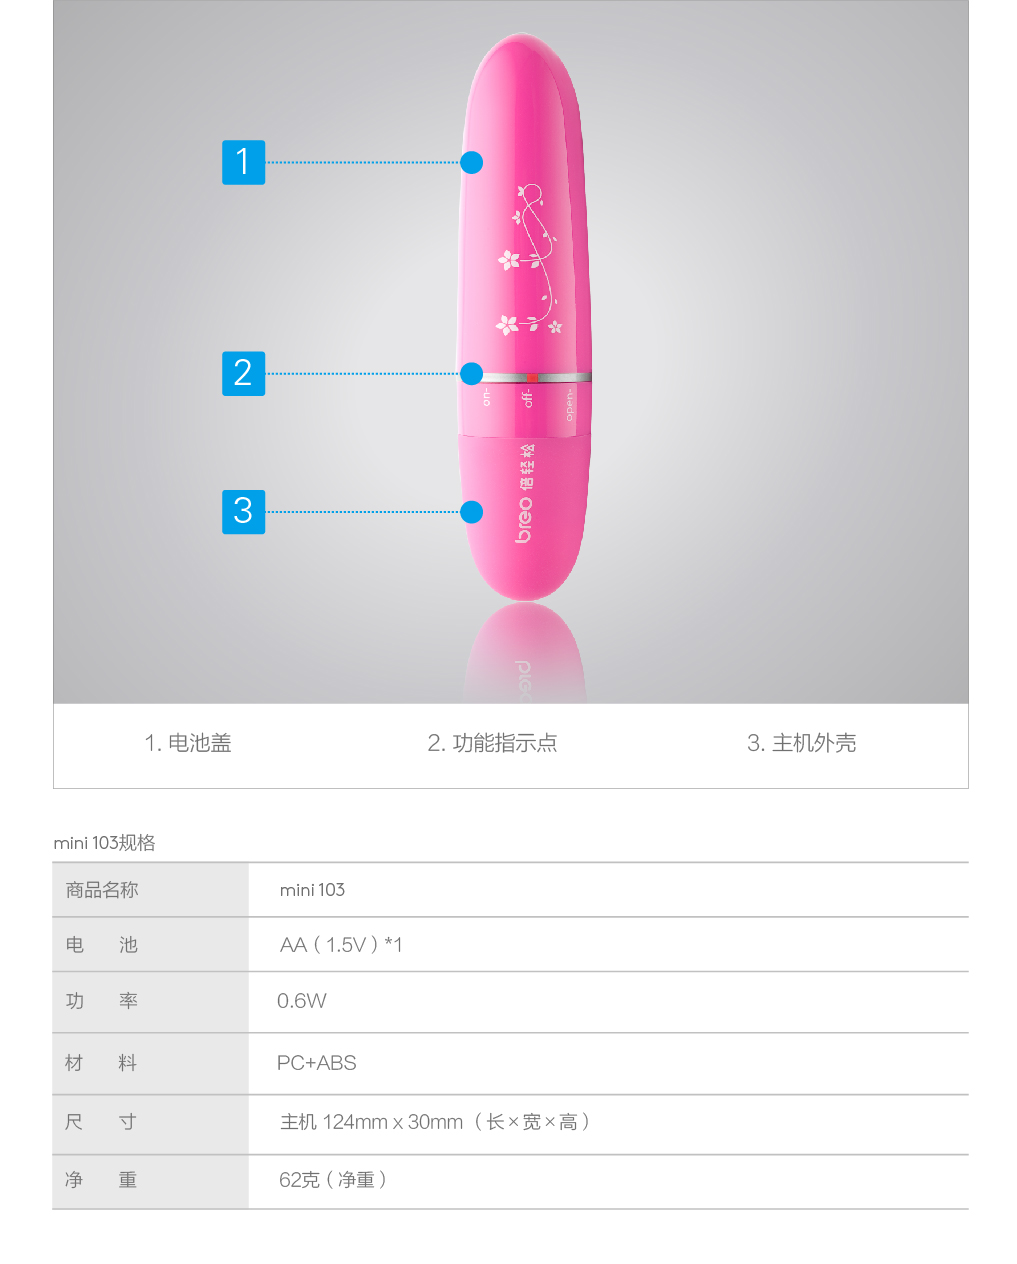 1
2
on-
off-
open-
3
breo 倍轻松
1. 电池盖
2. 功能指示点
3. 主机外壳
mini 103规格
商品名称 mini 103
电 池 AA（1.5V）*1
功 率 0.6W
材 料 PC+ABS
尺 寸 主机 124mm x 30mm（长×宽×高）
净 重 62克（净重）